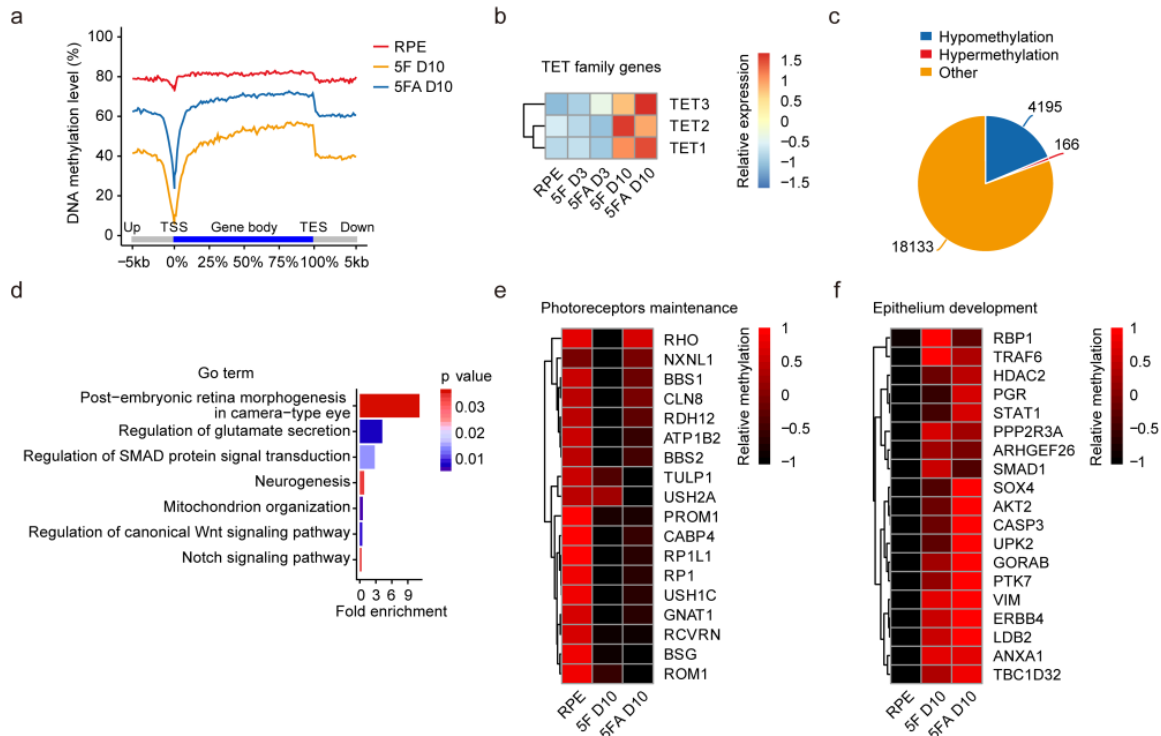 a
DNA methylation level (%)
100
80
60
40
20
0
RPE
5F D10
5FA D10
Up
TSS
Gene body
TES
Down
−5kb
0%
25%
50%
75%
100%
5kb
b
TET family genes
TET3
TET2
TET1
RPE
5F D3
5FA D3
5F D10
5FA D10
Relative expression
1.5
1
0.5
0
−0.5
−1
−1.5
c
Hypomethylation
Hypermethylation
Other
4195
166
18133
d
Go term
Post-embryonic retina morphogenesis
in camera-type eye
Regulation of glutamate secretion
Regulation of SMAD protein signal transduction
Neurogenesis
Mitochondrion organization
Regulation of canonical Wnt signaling pathway
Notch signaling pathway
0
3
6
9
Fold enrichment
p value
0.03
0.02
0.01
e
Photoreceptors maintenance
RHO
NXNL1
BBS1
CLN8
RDH12
ATP1B2
BBS2
TULP1
USH2A
PROM1
CABP4
RP1L1
RP1
USH1C
GNAT1
RCVRN
BSG
ROM1
RPE
5F D10
5FA D10
Relative methylation
1
0.5
0
−0.5
−1
f
Epithelium development
RBP1
TRAF6
HDAC2
PGR
STAT1
PPP2R3A
ARHGEF26
SMAD1
SOX4
AKT2
CASP3
UPK2
GORAB
PTK7
VIM
ERBB4
LDB2
ANXA1
TBC1D32
RPE
5F D10
5FA D10
Relative methylation
1
0.5
0
−0.5
−1